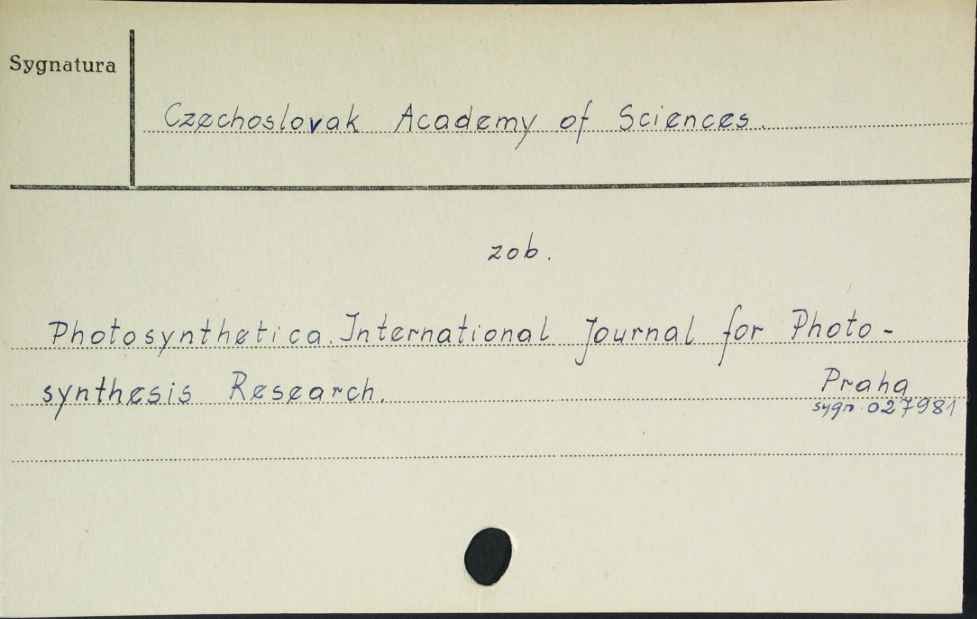 Sygnatura
Czechoslovak Academy of Sciences.
zob.
Photosynthetica. International Journal for Photo-
synthesis Research. Praha
sygn. 027981